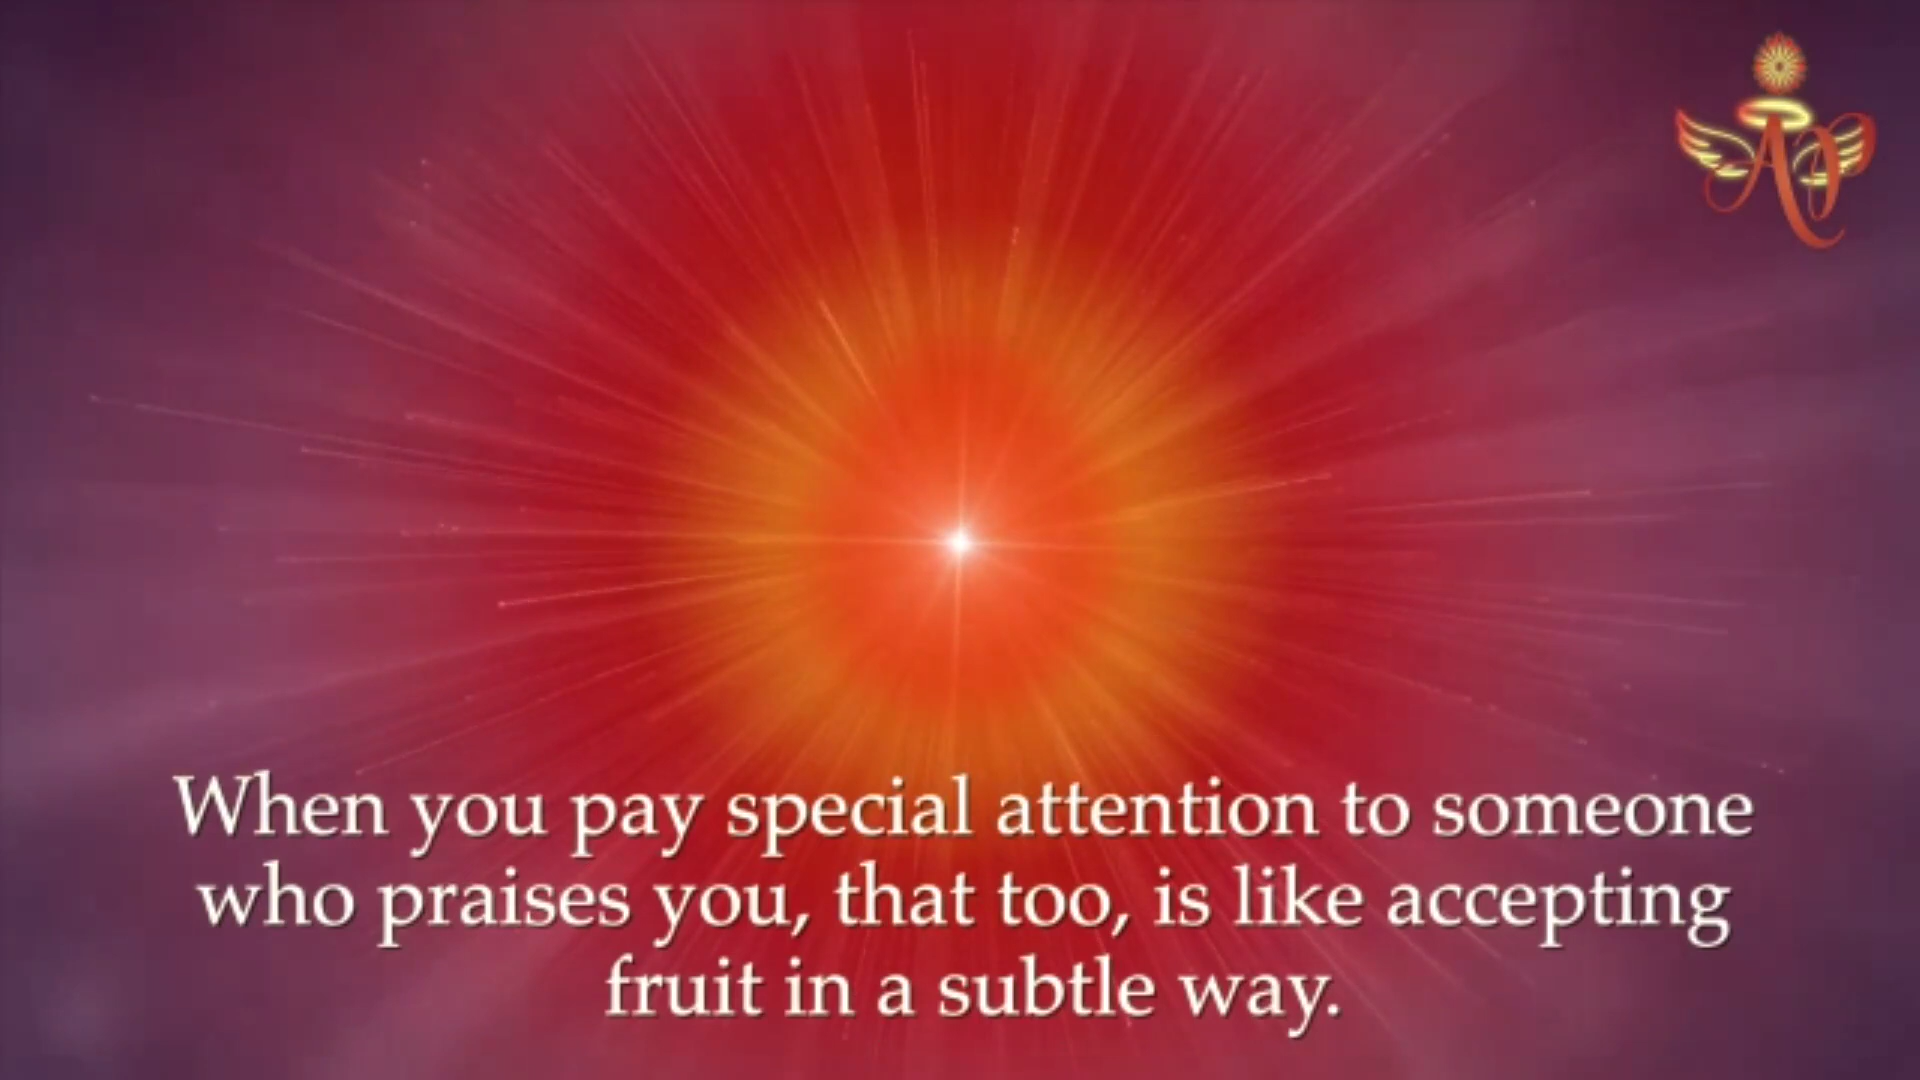 When you pay special attention to someone
who praises you, that too, is like accepting
fruit in a subtle way.